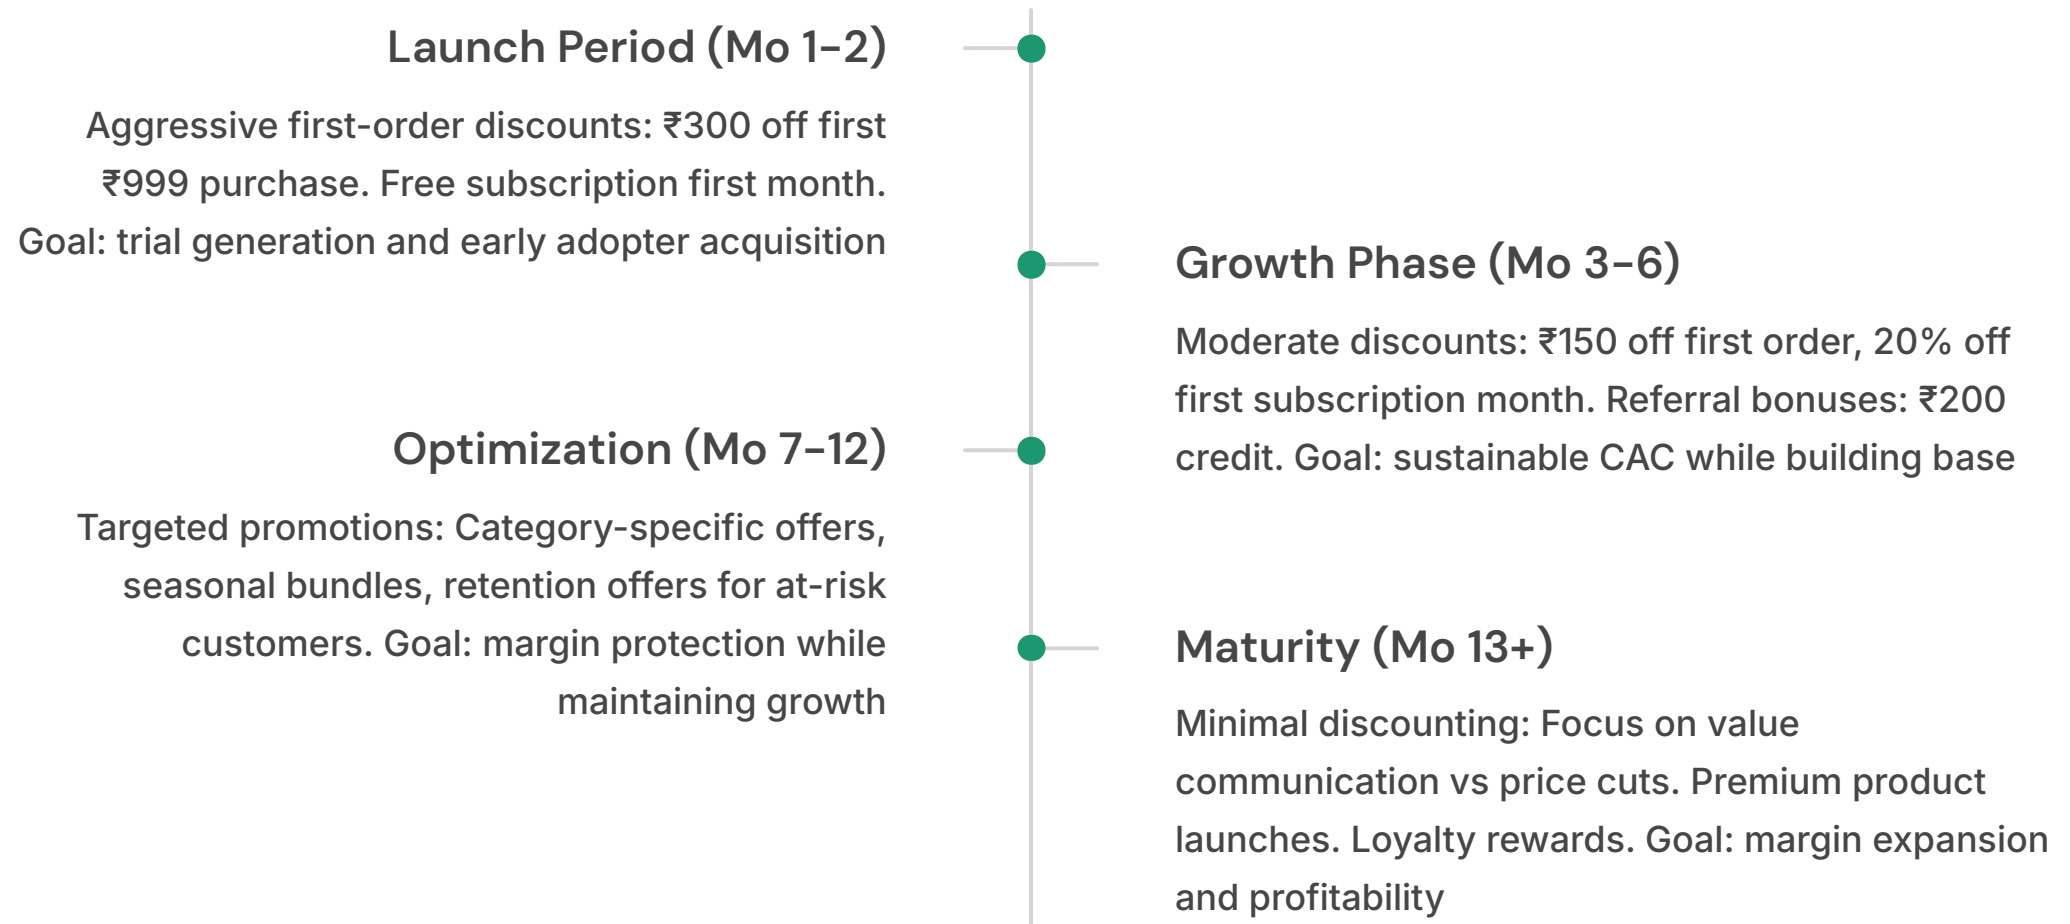 Launch Period (Mo 1–2)
Aggressive first-order discounts: ₹300 off first
₹999 purchase. Free subscription first month.
Goal: trial generation and early adopter acquisition
Growth Phase (Mo 3–6)
Moderate discounts: ₹150 off first order, 20% off
first subscription month. Referral bonuses: ₹200
credit. Goal: sustainable CAC while building base
Optimization (Mo 7–12)
Targeted promotions: Category-specific offers,
seasonal bundles, retention offers for at-risk
customers. Goal: margin protection while
maintaining growth
Maturity (Mo 13+)
Minimal discounting: Focus on value
communication vs price cuts. Premium product
launches. Loyalty rewards. Goal: margin expansion
and profitability